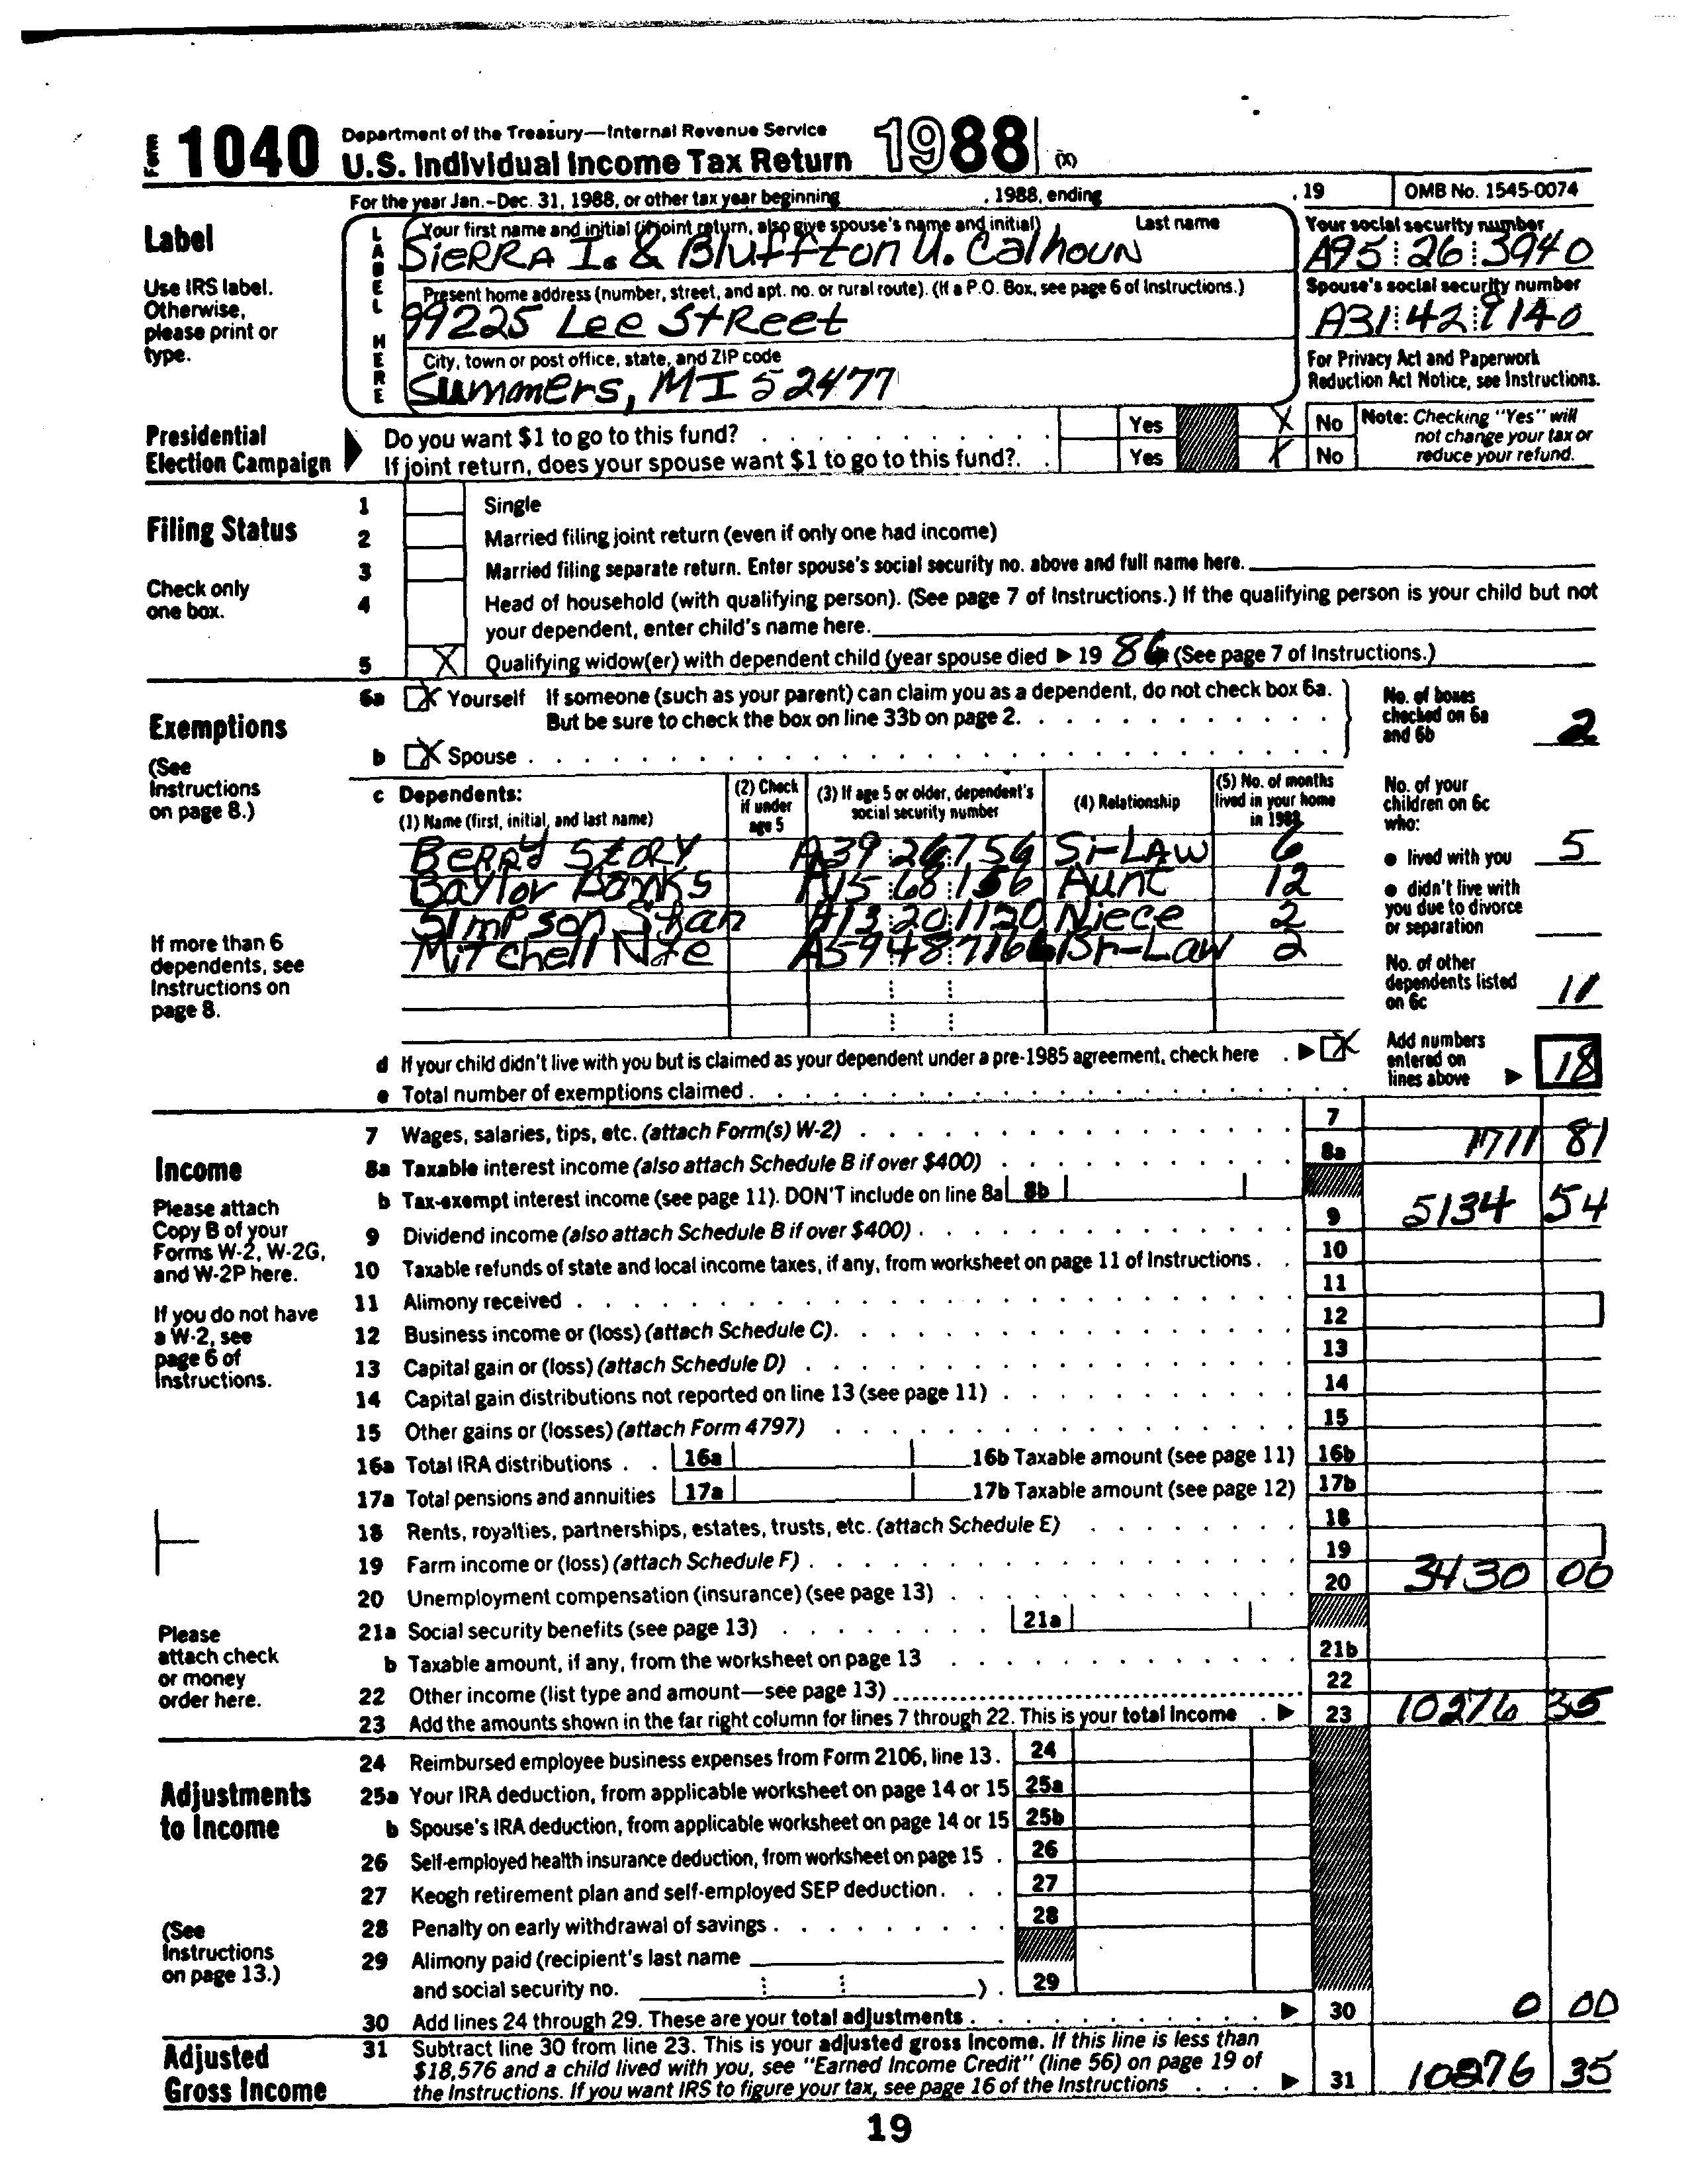 Form 1040 Department of the Treasury—Internal Revenue Service
U.S. Individual Income Tax Return 1988 (X)
For the year Jan.–Dec. 31, 1988, or other tax year beginning , 1988, ending , 19 OMB No. 1545-0074
Label
Use IRS label.
Otherwise,
please print or
type.
LABEL HERE
Your first name and initial (if joint return, also give spouse's name and initial) Last name
SieRRA I. & Bluffton U. Calhoun
Your social security number
A95 26 3940
Present home address (number, street, and apt. no. or rural route). (If a P.O. Box, see page 6 of Instructions.)
99225 Lee StReet
Spouse's social security number
A31 42 9140
City, town or post office, state, and ZIP code
Summers, MI 52477
For Privacy Act and Paperwork
Reduction Act Notice, see Instructions.
Presidential
Election Campaign
Do you want $1 to go to this fund? Yes X No
If joint return, does your spouse want $1 to go to this fund?. Yes X No
Note: Checking "Yes" will
not change your tax or
reduce your refund.
Filing Status
Check only
one box.
1 Single
2 Married filing joint return (even if only one had income)
3 Married filing separate return. Enter spouse's social security no. above and full name here.
4 Head of household (with qualifying person). (See page 7 of Instructions.) If the qualifying person is your child but not
your dependent, enter child's name here.
5 X Qualifying widow(er) with dependent child (year spouse died ▶ 19 86 (See page 7 of Instructions.)
Exemptions
(See
Instructions
on page 8.)
6a X Yourself If someone (such as your parent) can claim you as a dependent, do not check box 6a.
But be sure to check the box on line 33b on page 2.
b X Spouse
No. of boxes
checked on 6a
and 6b 2
c Dependents:
(1) Name (first, initial, and last name)
(2) Check
if under
age 5
(3) If age 5 or older, dependent's
social security number
(4) Relationship
(5) No. of months
lived in your home
in 1988
BeRRy StoRY A39 26 7756 Si-LAW 6
Baylor Banks A15 68 1556 Aunt 12
Simpson Shan A13 20 1120 Niece 2
Mitchell Nae A59 48 7166 Br-Law 2
If more than 6
dependents, see
Instructions on
page 8.
No. of your
children on 6c
who:
● lived with you 5
● didn't live with
you due to divorce
or separation
No. of other
dependents listed
on 6c 11
d If your child didn't live with you but is claimed as your dependent under a pre-1985 agreement, check here ▶ X
e Total number of exemptions claimed
Add numbers
entered on
lines above ▶ 18
Income
Please attach
Copy B of your
Forms W-2, W-2G,
and W-2P here.
If you do not have
a W-2, see
page 6 of
Instructions.
Please
attach check
or money
order here.
7 Wages, salaries, tips, etc. (attach Form(s) W-2) 7
8a Taxable interest income (also attach Schedule B if over $400) 8a 1711 81
b Tax-exempt interest income (see page 11). DON'T include on line 8a 8b
9 Dividend income (also attach Schedule B if over $400) 9 5134 54
10 Taxable refunds of state and local income taxes, if any, from worksheet on page 11 of Instructions 10
11 Alimony received 11
12 Business income or (loss) (attach Schedule C) 12
13 Capital gain or (loss) (attach Schedule D) 13
14 Capital gain distributions not reported on line 13 (see page 11) 14
15 Other gains or (losses) (attach Form 4797) 15
16a Total IRA distributions 16a 16b Taxable amount (see page 11) 16b
17a Total pensions and annuities 17a 17b Taxable amount (see page 12) 17b
18 Rents, royalties, partnerships, estates, trusts, etc. (attach Schedule E) 18
19 Farm income or (loss) (attach Schedule F) 19
20 Unemployment compensation (insurance) (see page 13) 20 3430 00
21a Social security benefits (see page 13) 21a
b Taxable amount, if any, from the worksheet on page 13 21b
22 Other income (list type and amount—see page 13) 22
23 Add the amounts shown in the far right column for lines 7 through 22. This is your total income ▶ 23 10276 35
Adjustments
to Income
(See
Instructions
on page 13.)
24 Reimbursed employee business expenses from Form 2106, line 13 24
25a Your IRA deduction, from applicable worksheet on page 14 or 15 25a
b Spouse's IRA deduction, from applicable worksheet on page 14 or 15 25b
26 Self-employed health insurance deduction, from worksheet on page 15 26
27 Keogh retirement plan and self-employed SEP deduction 27
28 Penalty on early withdrawal of savings 28
29 Alimony paid (recipient's last name
and social security no. ) 29
30 Add lines 24 through 29. These are your total adjustments ▶ 30 0 00
Adjusted
Gross Income
31 Subtract line 30 from line 23. This is your adjusted gross income. If this line is less than
$18,576 and a child lived with you, see "Earned Income Credit" (line 56) on page 19 of
the Instructions. If you want IRS to figure your tax, see page 16 of the Instructions ▶ 31 10276 35
19